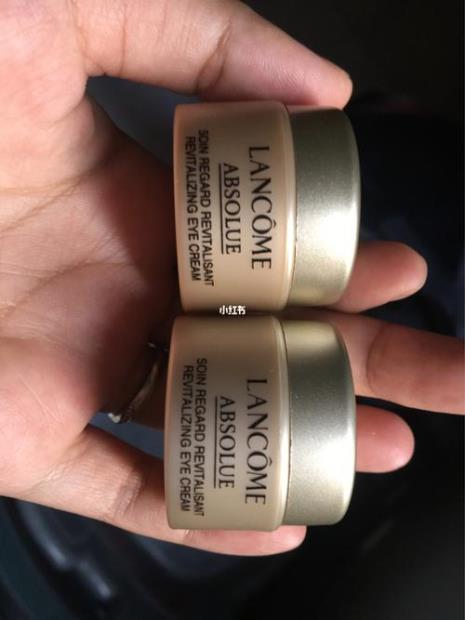 LANCÔME
ABSOLUE
SOIN REGARD REVITALISANT
REVITALIZING EYE CREAM
小红书
LANCÔME
ABSOLUE
SOIN REGARD REVITALISANT
REVITALIZING EYE CREAM